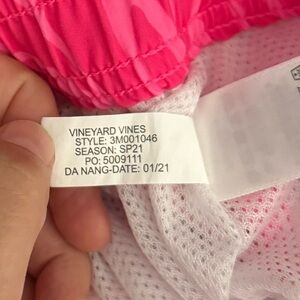 VINEYARD VINES
STYLE: 3M001046
SEASON: SP21
PO: 5009111
DA NANG-DATE: 01/21